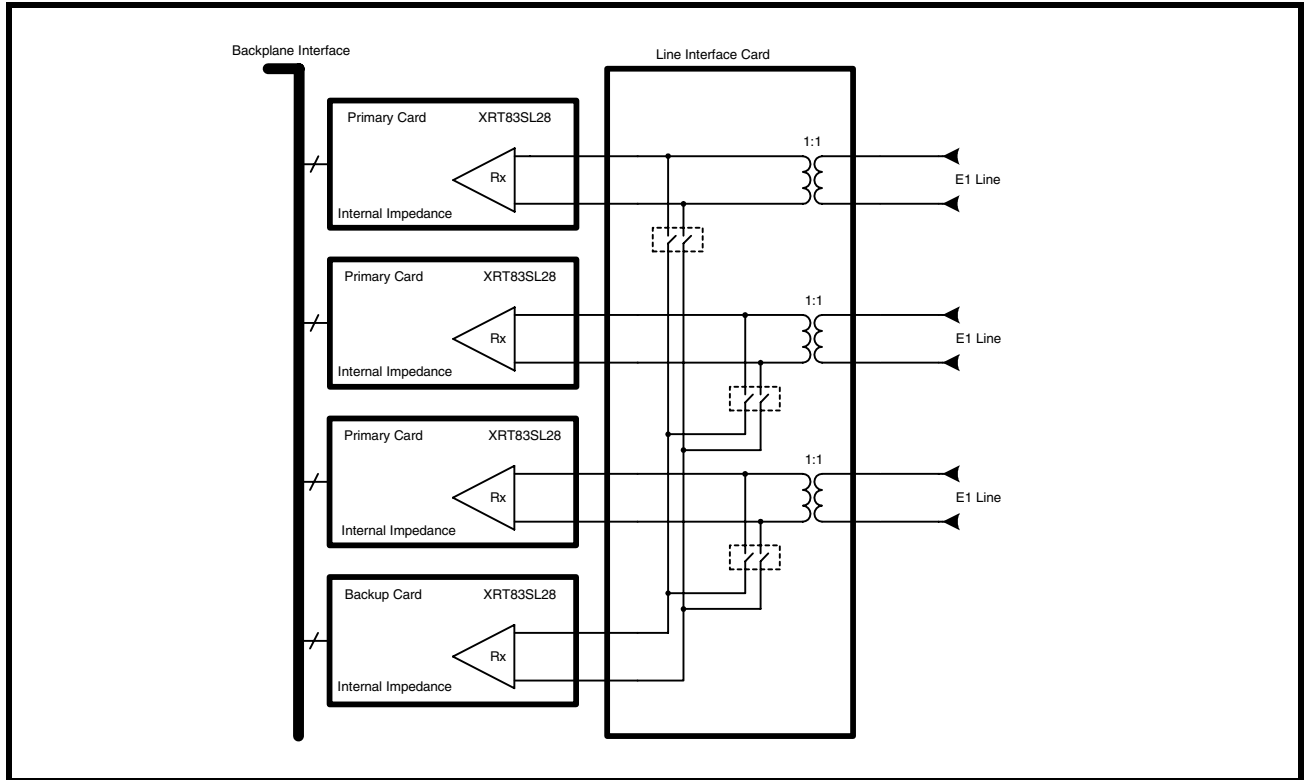 Backplane Interface
Line Interface Card
Primary Card XRT83SL28
Rx
Internal Impedance
1:1
E1 Line
Primary Card XRT83SL28
Rx
Internal Impedance
1:1
E1 Line
Primary Card XRT83SL28
Rx
Internal Impedance
1:1
E1 Line
Backup Card XRT83SL28
Rx
Internal Impedance